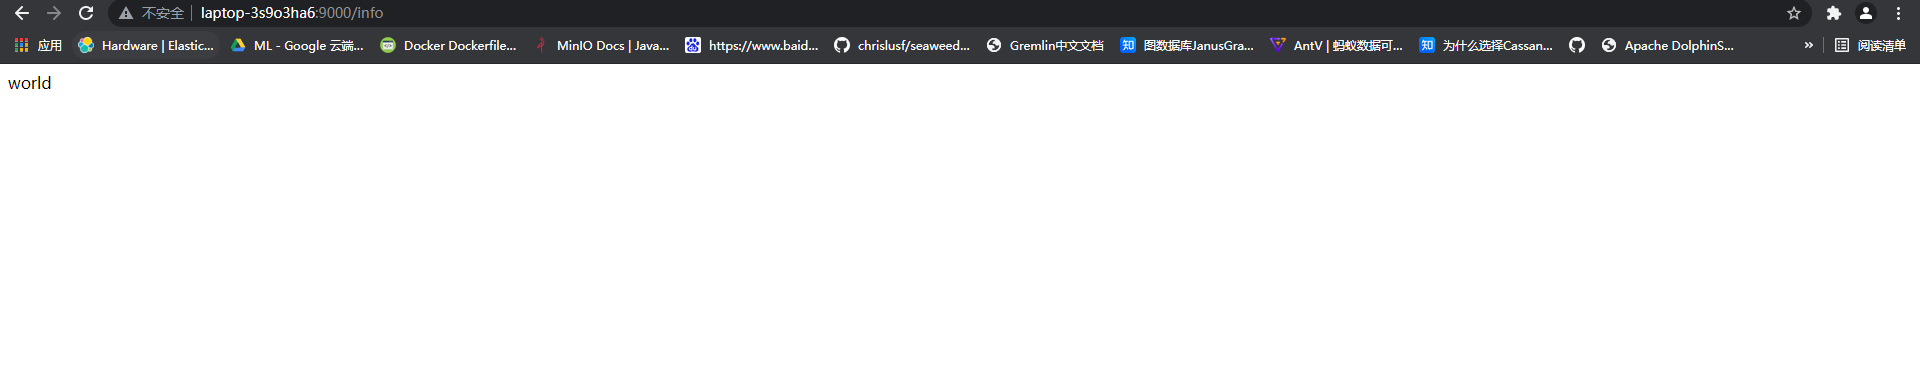 不安全 laptop-3s9o3ha6:9000/info
应用 Hardware | Elastic... ML - Google 云端... Docker Dockerfile... MinIO Docs | Java... https://www.baid... chrislusf/seaweed... Gremlin中文文档 知 图数据库JanusGra... AntV | 蚂蚁数据可... 知 为什么选择Cassan... Apache DolphinS... » 阅读清单
world